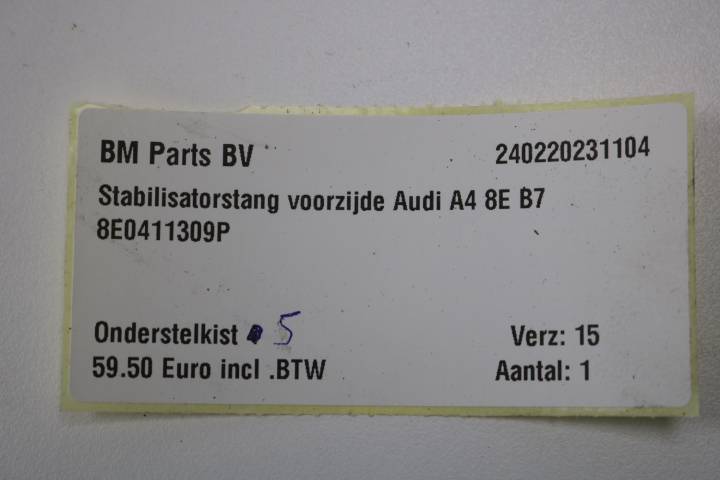 BM Parts BV 240220231104
Stabilisatorstang voorzijde Audi A4 8E B7
8E0411309P
Onderstelkist 5 Verz: 15
59.50 Euro incl .BTW Aantal: 1